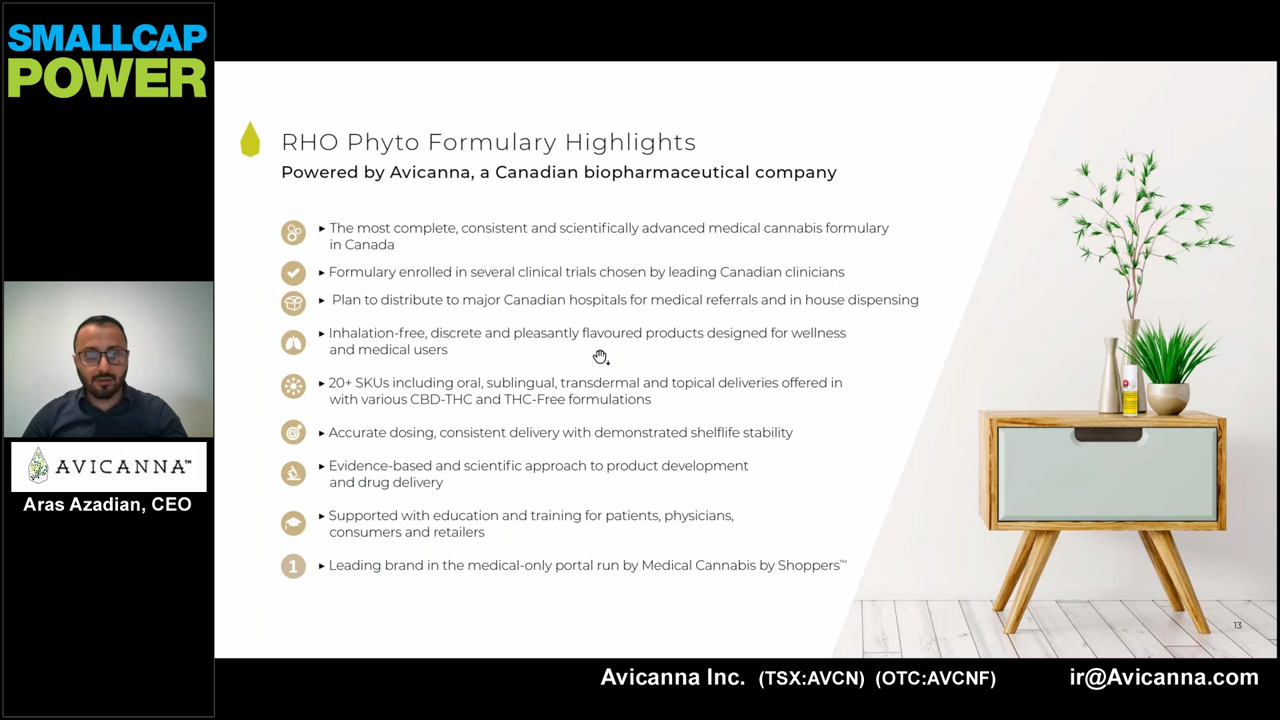 SMALLCAP
POWER
RHO Phyto Formulary Highlights
Powered by Avicanna, a Canadian biopharmaceutical company
▸ The most complete, consistent and scientifically advanced medical cannabis formulary
in Canada
▸ Formulary enrolled in several clinical trials chosen by leading Canadian clinicians
▸ Plan to distribute to major Canadian hospitals for medical referrals and in house dispensing
▸ Inhalation-free, discrete and pleasantly flavoured products designed for wellness
and medical users
▸ 20+ SKUs including oral, sublingual, transdermal and topical deliveries offered in
with various CBD-THC and THC-Free formulations
▸ Accurate dosing, consistent delivery with demonstrated shelflife stability
▸ Evidence-based and scientific approach to product development
and drug delivery
▸ Supported with education and training for patients, physicians,
consumers and retailers
1 ▸ Leading brand in the medical-only portal run by Medical Cannabis by Shoppers™
13
AVICANNA™
Aras Azadian, CEO
Avicanna Inc. (TSX:AVCN) (OTC:AVCNF) ir@Avicanna.com